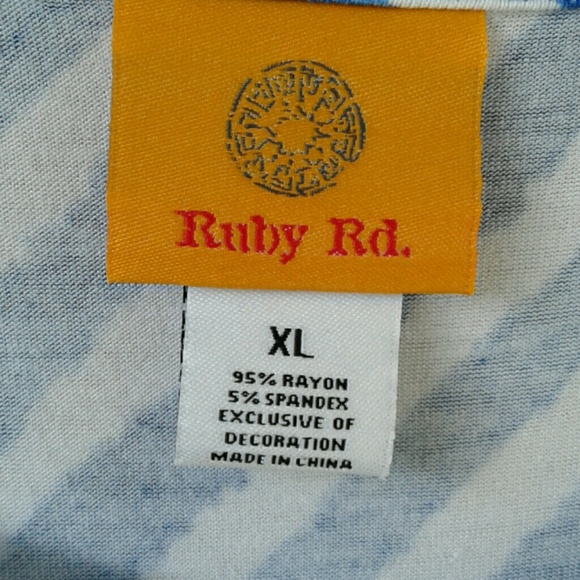 Ruby Rd.
XL
95% RAYON
5% SPANDEX
EXCLUSIVE OF
DECORATION
MADE IN CHINA